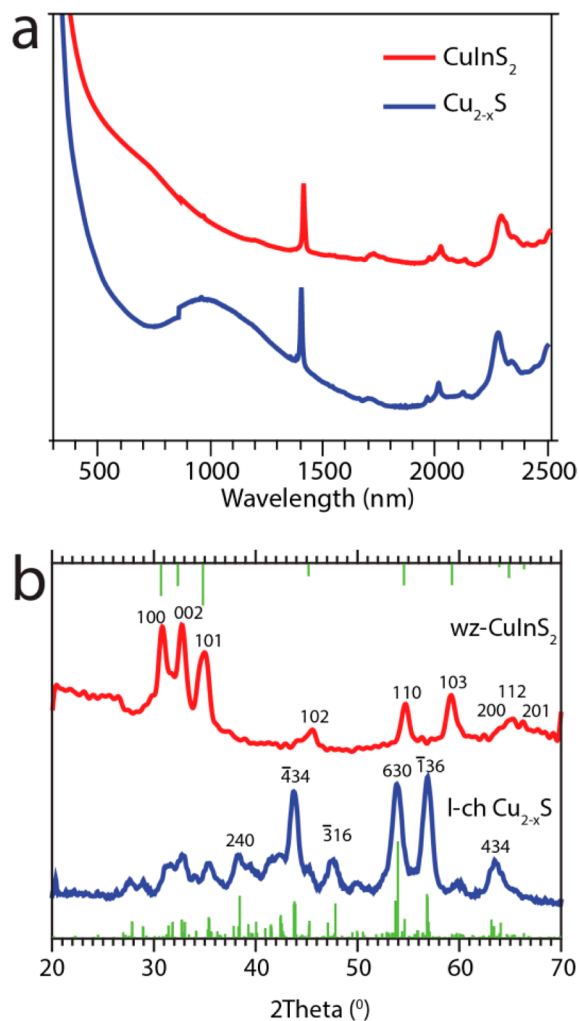 a
CuInS2
Cu2-xS
500 1000 1500 2000 2500
Wavelength (nm)
b
100 002 101
wz-CuInS2
102 110 103 200 112 201
4̅34 630 1̅36
l-ch Cu2-xS
240 3̅16 434
20 30 40 50 60 70
2Theta (0)